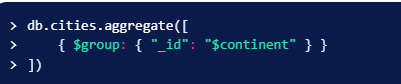 > db.cities.aggregate([
>     { $group: { "_id": "$continent" } }
> ])